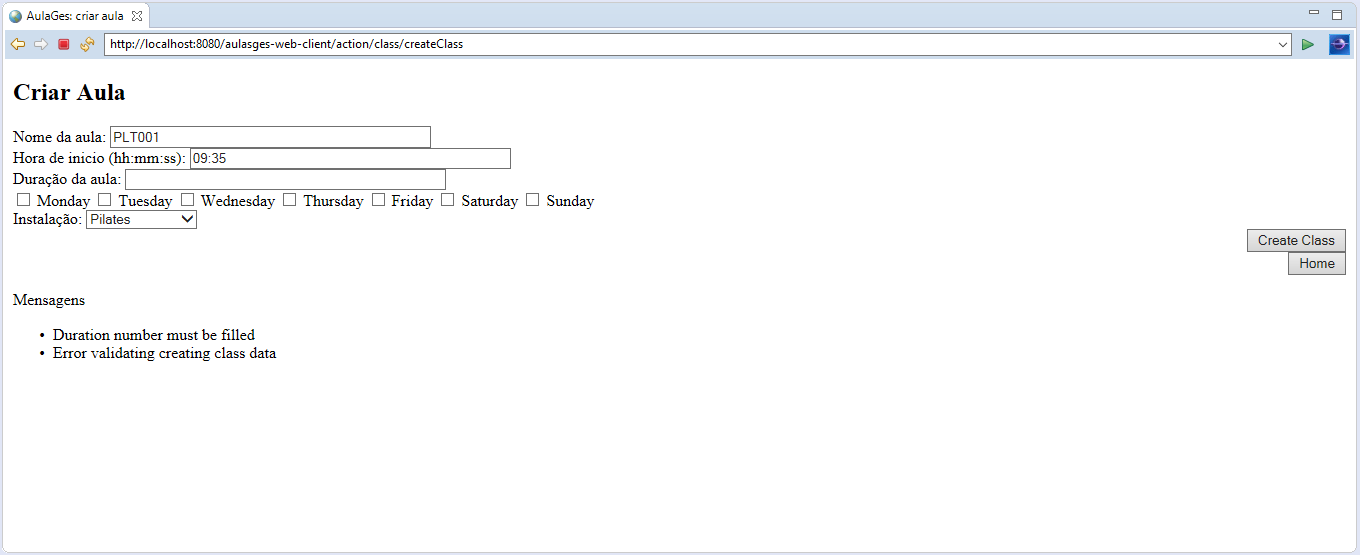 AulaGes: criar aula
http://localhost:8080/aulasges-web-client/action/class/createClass
Criar Aula
Nome da aula: PLT001
Hora de inicio (hh:mm:ss): 09:35
Duração da aula:
Monday Tuesday Wednesday Thursday Friday Saturday Sunday
Instalação: Pilates
Create Class
Home
Mensagens
• Duration number must be filled
• Error validating creating class data